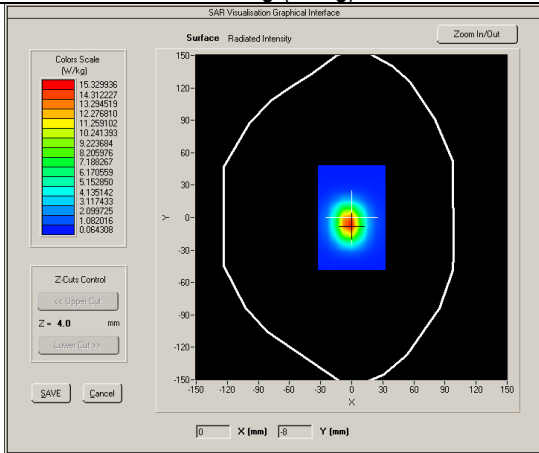 SAR Visualisation Graphical Interface
Surface Radiated Intensity
Zoom In/Out
Colors Scale
(W/kg)
15.329936
14.312227
13.294519
12.276810
11.259102
10.241393
9.223684
8.205976
7.188267
6.170559
5.152850
4.135142
3.117433
2.099725
1.082016
0.064308
Z-Cuts Control
<< Upper Cut
Z = 4.0 mm
Lower Cut >>
SAVE Cancel
150
120
90
60
30
0
-30
-60
-90
-120
-150
Y
-150 -120 -90 -60 -30 0 30 60 90 120 150
X
0 X (mm) -8 Y (mm)